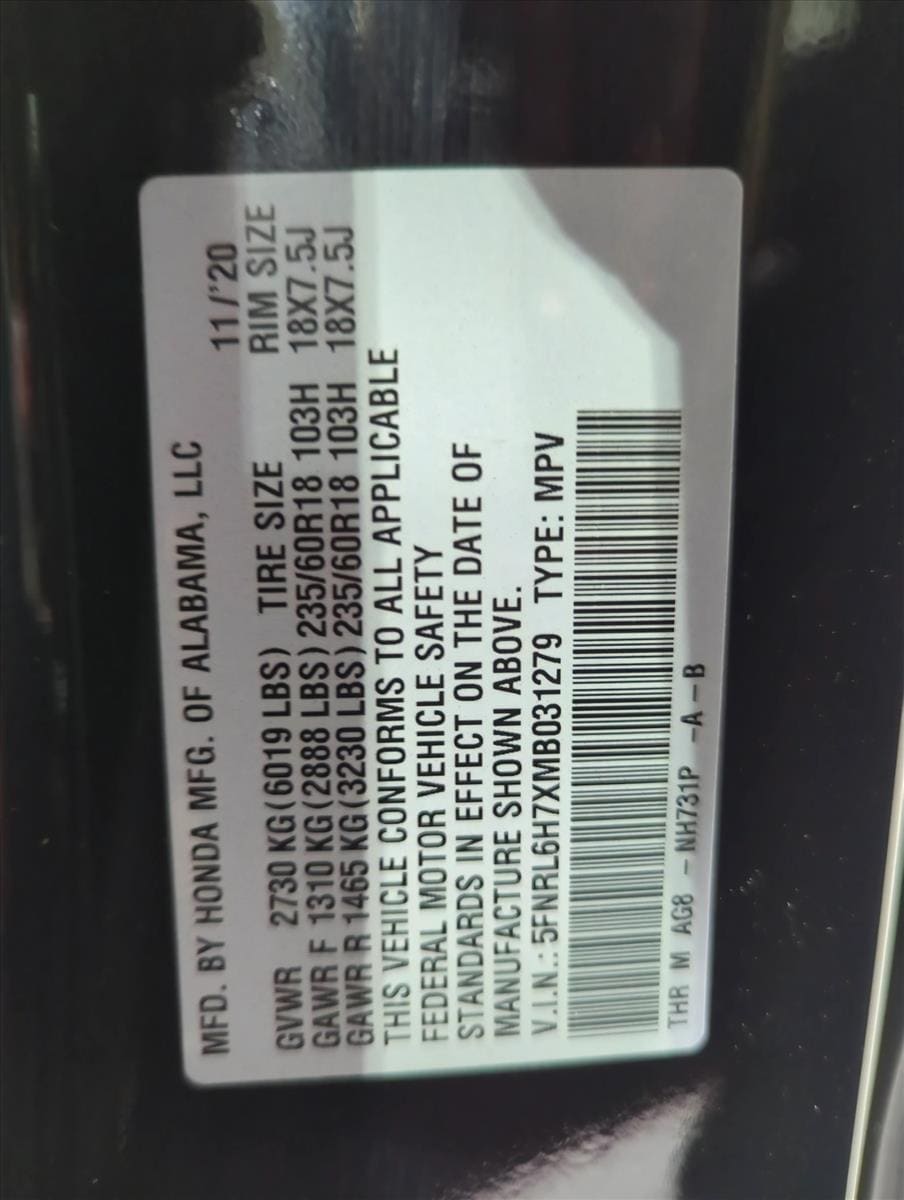 MFD. BY HONDA MFG. OF ALABAMA, LLC
11/'20
GVWR 2730 KG(6019 LBS) TIRE SIZE RIM SIZE
GAWR F 1310 KG(2888 LBS) 235/60R18 103H 18X7.5J
GAWR R 1465 KG(3230 LBS) 235/60R18 103H 18X7.5J
THIS VEHICLE CONFORMS TO ALL APPLICABLE
FEDERAL MOTOR VEHICLE SAFETY
STANDARDS IN EFFECT ON THE DATE OF
MANUFACTURE SHOWN ABOVE.
V.I.N.: 5FNRL6H7XMB031279 TYPE: MPV
THR M AG8 -NH731P -A -B